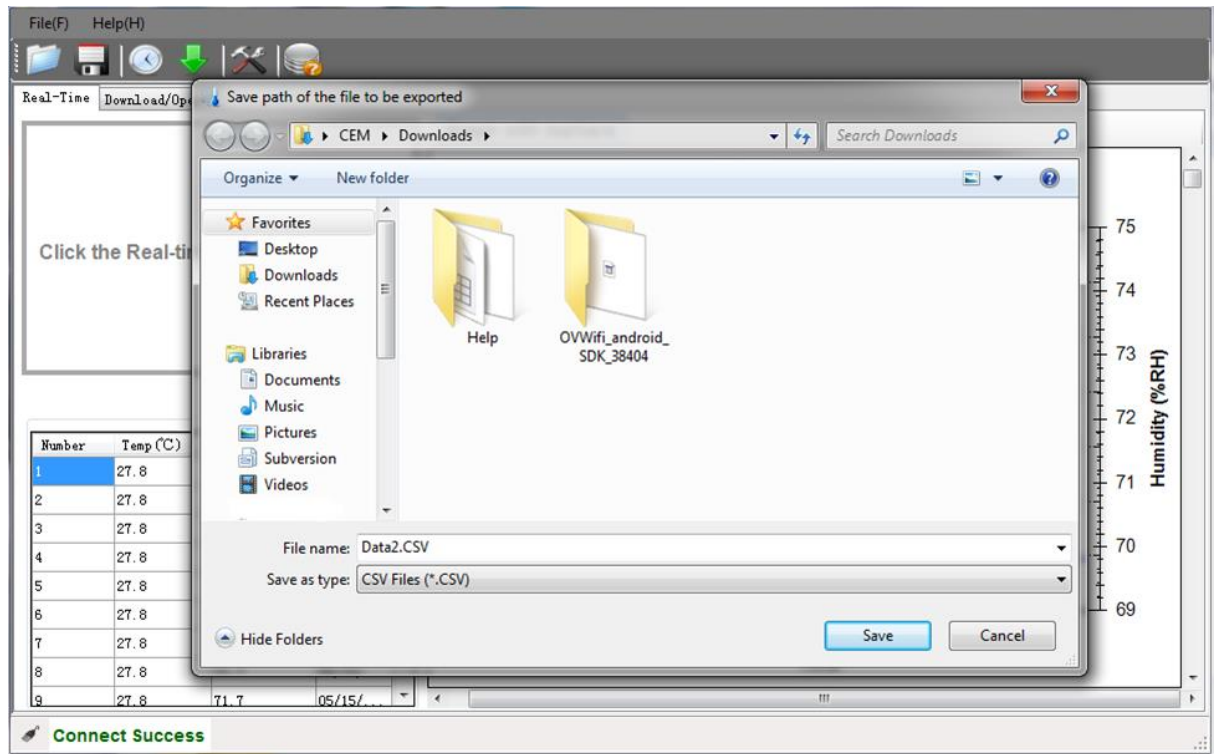 File(F) Help(H)
Real-Time Download/Ope
Save path of the file to be exported
CEM Downloads
Search Downloads
Organize New folder
Favorites
Desktop
Downloads
Recent Places
Libraries
Documents
Music
Pictures
Subversion
Videos
Help
OVWifi_android_
SDK_38404
File name: Data2.CSV
Save as type: CSV Files (*.CSV)
Hide Folders
Save Cancel
Click the Real-ti
Number Temp(℃)
1 27.8
2 27.8
3 27.8
4 27.8
5 27.8
6 27.8
7 27.8
8 27.8
9 27.8 71.7 05/15/...
75
74
73
72
71
70
69
Humidity (%RH)
Connect Success